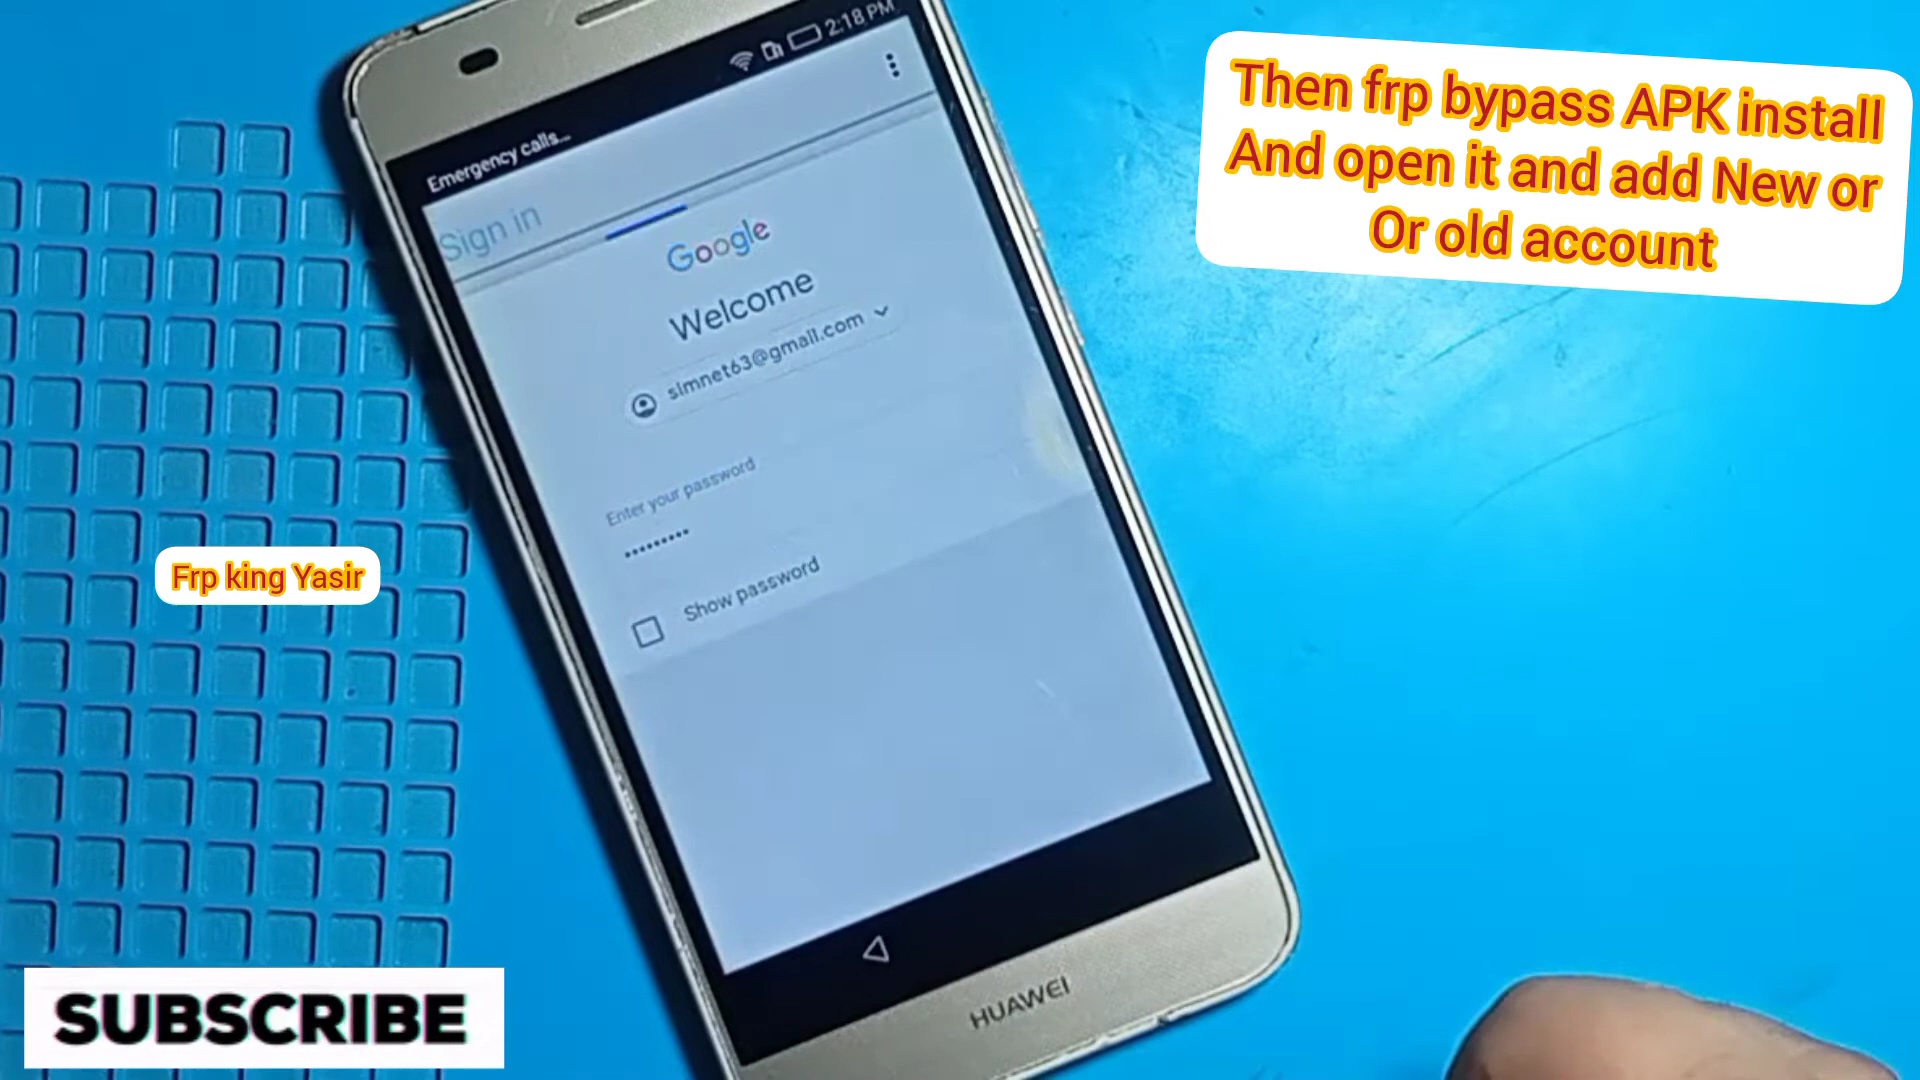 Then frp bypass APK install
And open it and add New or
Or old account
2:18 PM
Emergency calls...
Sign in
Google
Welcome
slmnet63@gmail.com
Enter your password
•••••••••
Show password
Frp king Yasir
HUAWEI
SUBSCRIBE